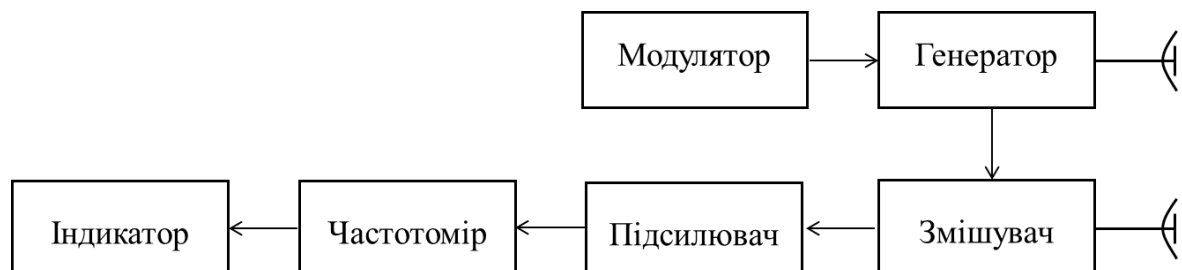 Модулятор
Генератор
Індикатор
Частотомір
Підсилювач
Змішувач